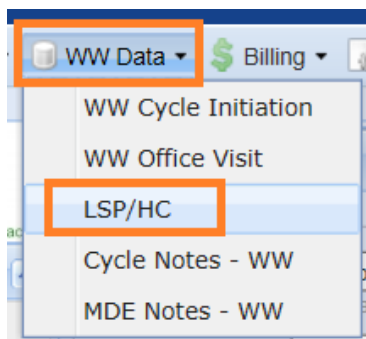 WW Data Billing
WW Cycle Initiation
WW Office Visit
LSP/HC
Cycle Notes - WW
MDE Notes - WW